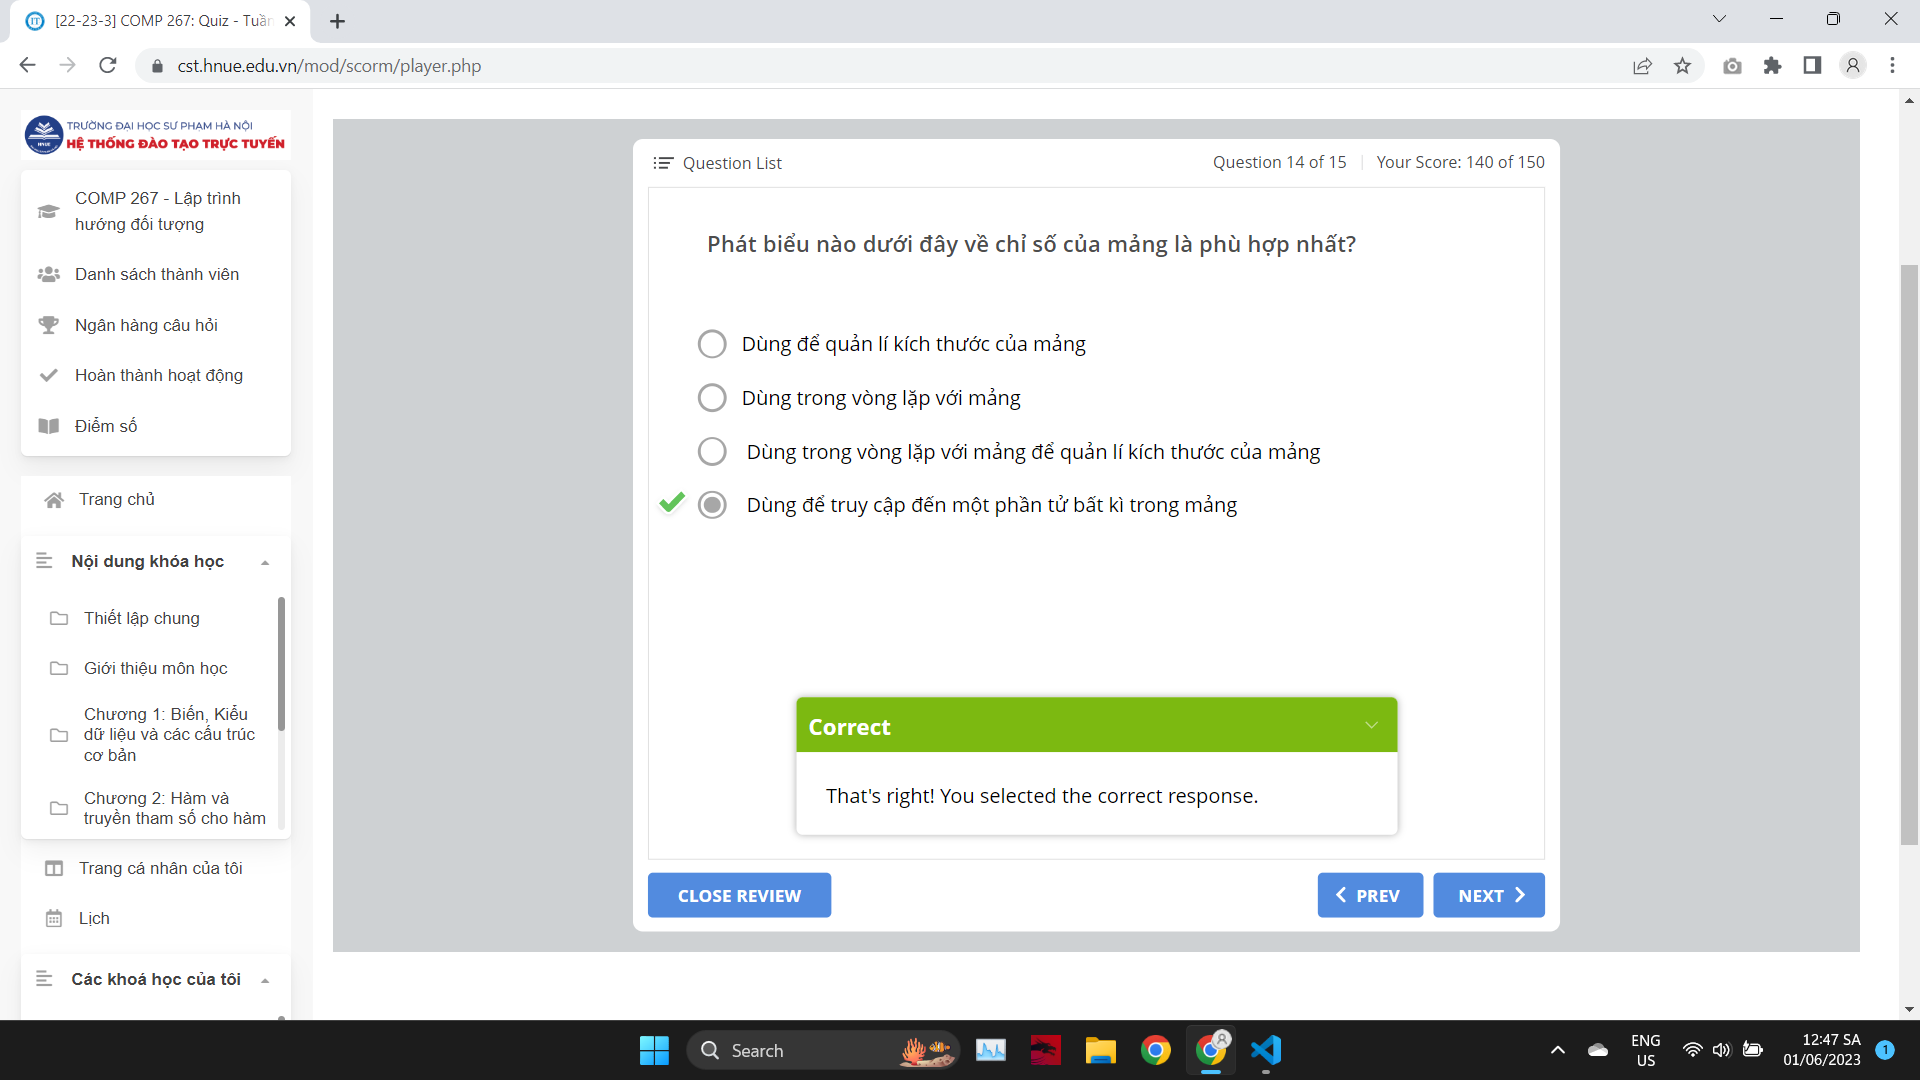 [22-23-3] COMP 267: Quiz - Tuần
cst.hnue.edu.vn/mod/scorm/player.php
TRƯỜNG ĐẠI HỌC SƯ PHẠM HÀ NỘI
HỆ THỐNG ĐÀO TẠO TRỰC TUYẾN
COMP 267 - Lập trình
hướng đối tượng
Danh sách thành viên
Ngân hàng câu hỏi
Hoàn thành hoạt động
Điểm số
Trang chủ
Nội dung khóa học
Thiết lập chung
Giới thiệu môn học
Chương 1: Biến, Kiểu
dữ liệu và các cấu trúc
cơ bản
Chương 2: Hàm và
truyền tham số cho hàm
Trang cá nhân của tôi
Lịch
Các khoá học của tôi
Question List
Question 14 of 15
Your Score: 140 of 150
Phát biểu nào dưới đây về chỉ số của mảng là phù hợp nhất?
Dùng để quản lí kích thước của mảng
Dùng trong vòng lặp với mảng
Dùng trong vòng lặp với mảng để quản lí kích thước của mảng
Dùng để truy cập đến một phần tử bất kì trong mảng
Correct
That's right! You selected the correct response.
CLOSE REVIEW
PREV
NEXT
Search
ENG
US
12:47 SA
01/06/2023
1